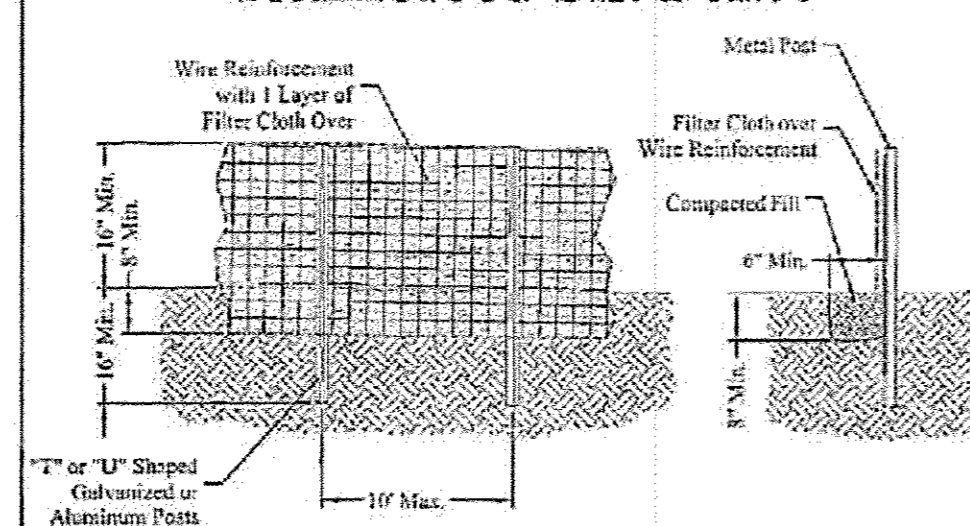 Wire Reinforcement
with 1 Layer of
Filter Cloth Over
16" Min.
8" Min.
16" Min.
"T" or "U" Shaped
Galvanized or
Aluminum Posts
10' Max.
Metal Post
Filter Cloth over
Wire Reinforcement
Compacted Fill
6" Min.
8" Min.